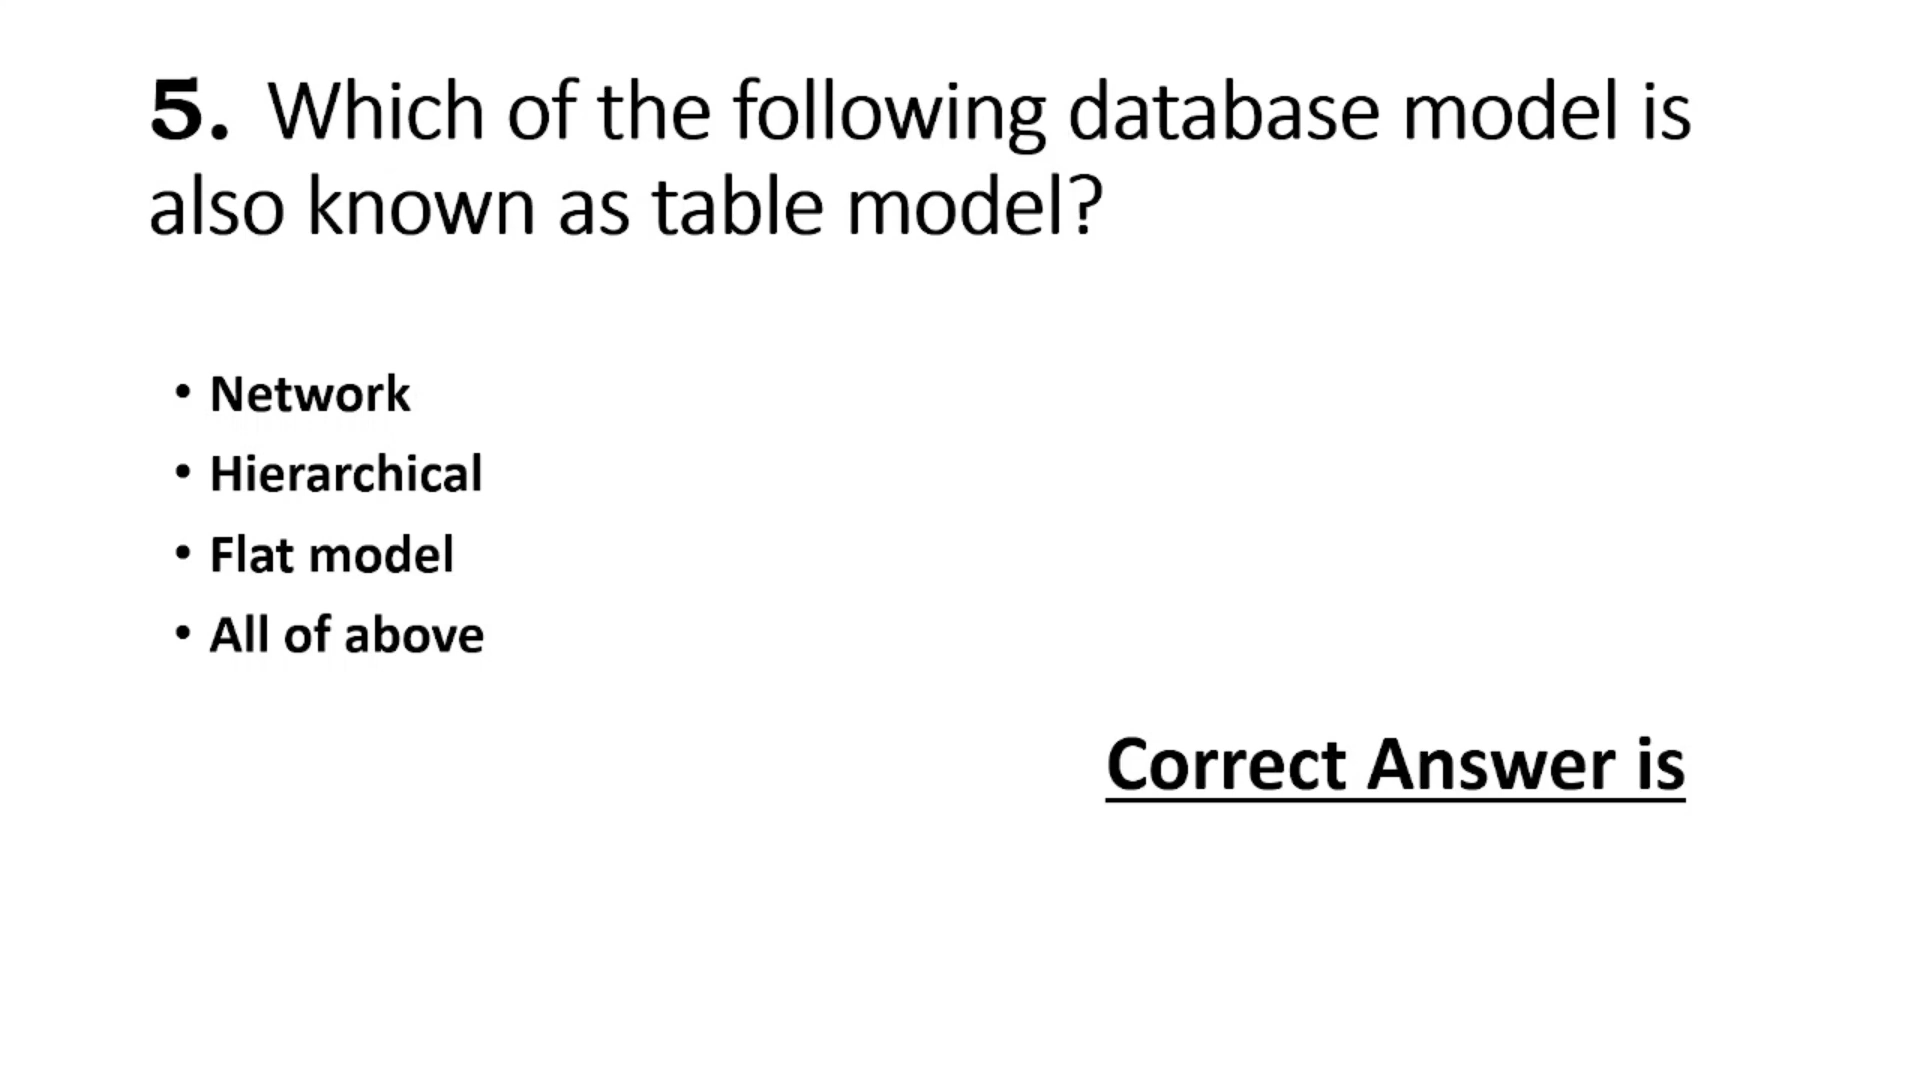 5. Which of the following database model is
also known as table model?
• Network
• Hierarchical
• Flat model
• All of above
Correct Answer is